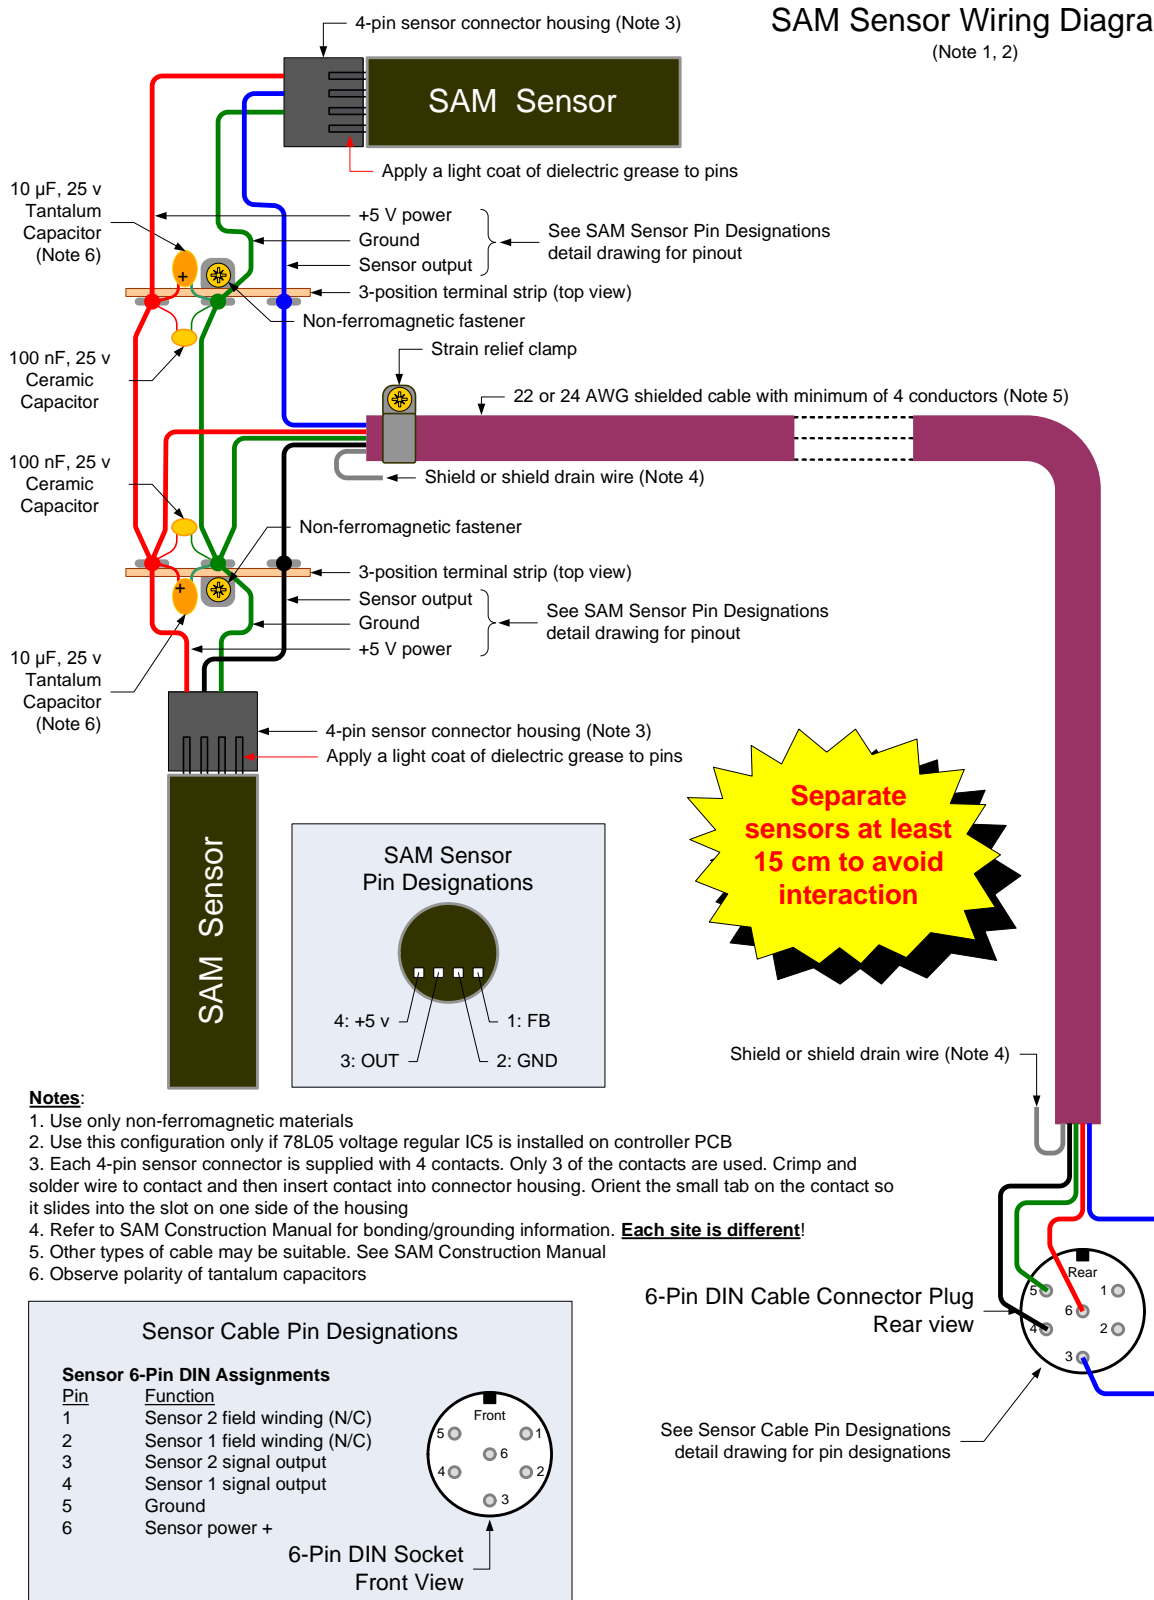 SAM Sensor Wiring Diagra
(Note 1, 2)
4-pin sensor connector housing (Note 3)
SAM Sensor
Apply a light coat of dielectric grease to pins
10 µF, 25 v
Tantalum
Capacitor
(Note 6)
+5 V power
Ground
Sensor output
See SAM Sensor Pin Designations
detail drawing for pinout
+
3-position terminal strip (top view)
Non-ferromagnetic fastener
100 nF, 25 v
Ceramic
Capacitor
Strain relief clamp
22 or 24 AWG shielded cable with minimum of 4 conductors (Note 5)
100 nF, 25 v
Ceramic
Capacitor
Shield or shield drain wire (Note 4)
Non-ferromagnetic fastener
3-position terminal strip (top view)
+
Sensor output
Ground
+5 V power
See SAM Sensor Pin Designations
detail drawing for pinout
10 µF, 25 v
Tantalum
Capacitor
(Note 6)
4-pin sensor connector housing (Note 3)
Apply a light coat of dielectric grease to pins
SAM Sensor
Separate
sensors at least
15 cm to avoid
interaction
SAM Sensor
Pin Designations
4: +5 v
1: FB
3: OUT
2: GND
Shield or shield drain wire (Note 4)
Notes:
1. Use only non-ferromagnetic materials
2. Use this configuration only if 78L05 voltage regular IC5 is installed on controller PCB
3. Each 4-pin sensor connector is supplied with 4 contacts. Only 3 of the contacts are used. Crimp and
solder wire to contact and then insert contact into connector housing. Orient the small tab on the contact so
it slides into the slot on one side of the housing
4. Refer to SAM Construction Manual for bonding/grounding information. Each site is different!
5. Other types of cable may be suitable. See SAM Construction Manual
6. Observe polarity of tantalum capacitors
6-Pin DIN Cable Connector Plug
Rear view
Rear
5
1
6
4
2
3
See Sensor Cable Pin Designations
detail drawing for pin designations
Sensor Cable Pin Designations
Sensor 6-Pin DIN Assignments
Pin Function
1 Sensor 2 field winding (N/C)
2 Sensor 1 field winding (N/C)
3 Sensor 2 signal output
4 Sensor 1 signal output
5 Ground
6 Sensor power +
Front
5
1
6
4
2
3
6-Pin DIN Socket
Front View